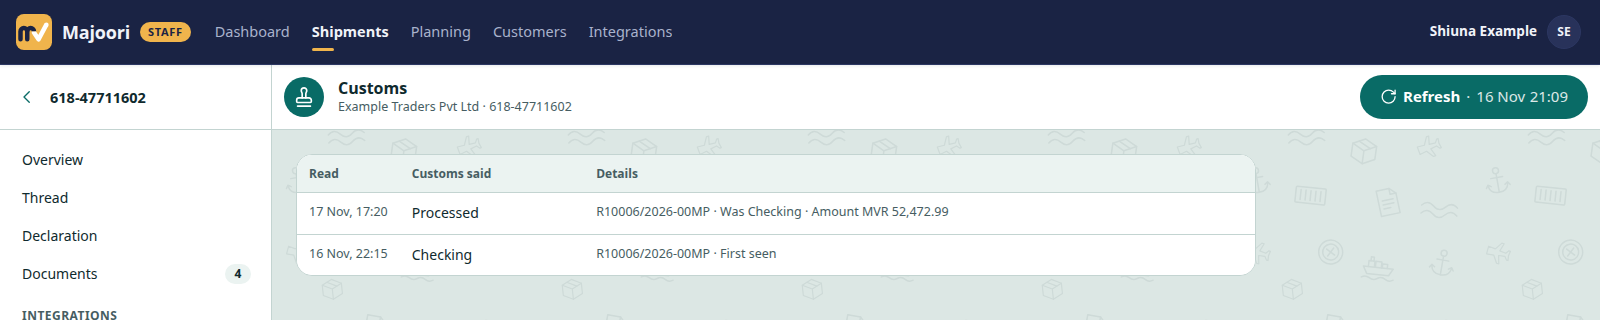 Majoori STAFF Dashboard Shipments Planning Customers Integrations Shiuna Example SE
618-47711602
Customs
Example Traders Pvt Ltd · 618-47711602
Refresh · 16 Nov 21:09
Overview
Thread
Declaration
Documents 4
INTEGRATIONS
Read Customs said Details
17 Nov, 17:20 Processed R10006/2026-00MP · Was Checking · Amount MVR 52,472.99
16 Nov, 22:15 Checking R10006/2026-00MP · First seen